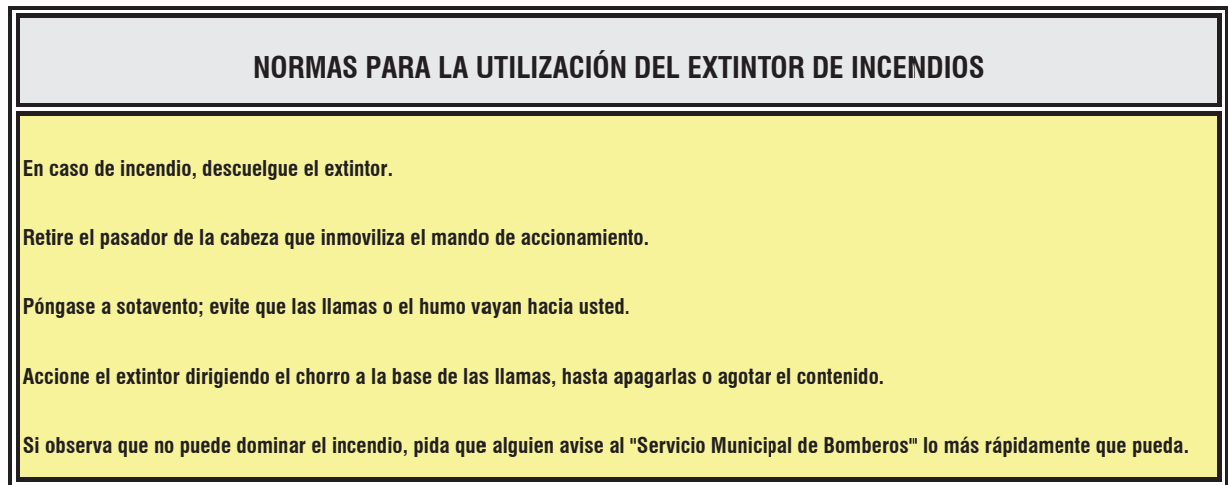 NORMAS PARA LA UTILIZACIÓN DEL EXTINTOR DE INCENDIOS
En caso de incendio, descuelgue el extintor.
Retire el pasador de la cabeza que inmoviliza el mando de accionamiento.
Póngase a sotavento; evite que las llamas o el humo vayan hacia usted.
Accione el extintor dirigiendo el chorro a la base de las llamas, hasta apagarlas o agotar el contenido.
Si observa que no puede dominar el incendio, pida que alguien avise al "Servicio Municipal de Bomberos'" lo más rápidamente que pueda.